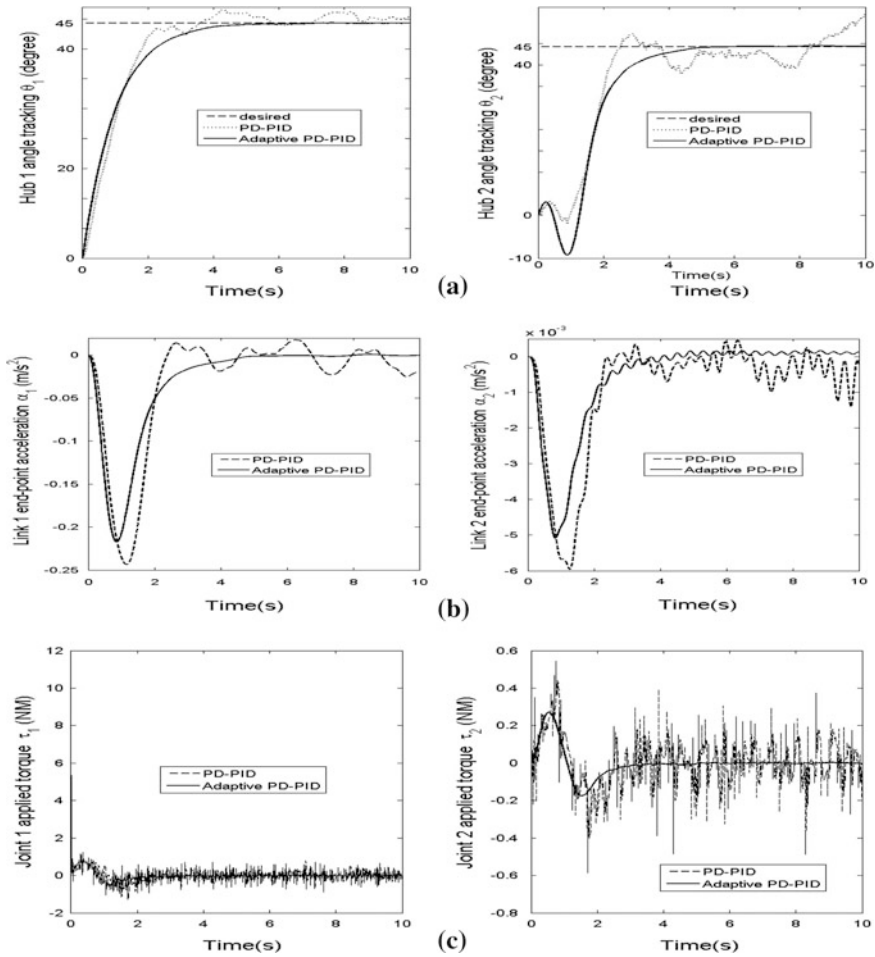 Hub 1 angle tracking θ1 (degree)
45
40
20
0
desired
PD-PID
Adaptive PD-PID
0 2 4 6 8 10
Time(s)
Hub 2 angle tracking θ2 (degree)
45
40
0
-10
desired
PD-PID
Adaptive PD-PID
0 2 4 6 8 10
Time(s)
Time(s)
(a)
Link 1 end-point acceleration α1 (m/s2)
0
-0.05
-0.1
-0.15
-0.2
-0.25
PD-PID
Adaptive PD-PID
0 2 4 6 8 10
Time(s)
Link 2 end-point acceleration α2 (m/s2)
× 10-3
0
-1
-2
-3
-4
-5
-6
PD-PID
Adaptive PD-PID
0 2 4 6 8 10
Time(s)
(b)
Joint 1 applied torque τ1 (NM)
12
10
8
6
4
2
0
-2
PD-PID
Adaptive PD-PID
0 2 4 6 8 10
Time(s)
Joint 2 applied torque τ2 (NM)
0.6
0.4
0.2
0
-0.2
-0.4
-0.6
-0.8
PD-PID
Adaptive PD-PID
0 2 4 6 8 10
Time(s)
(c)